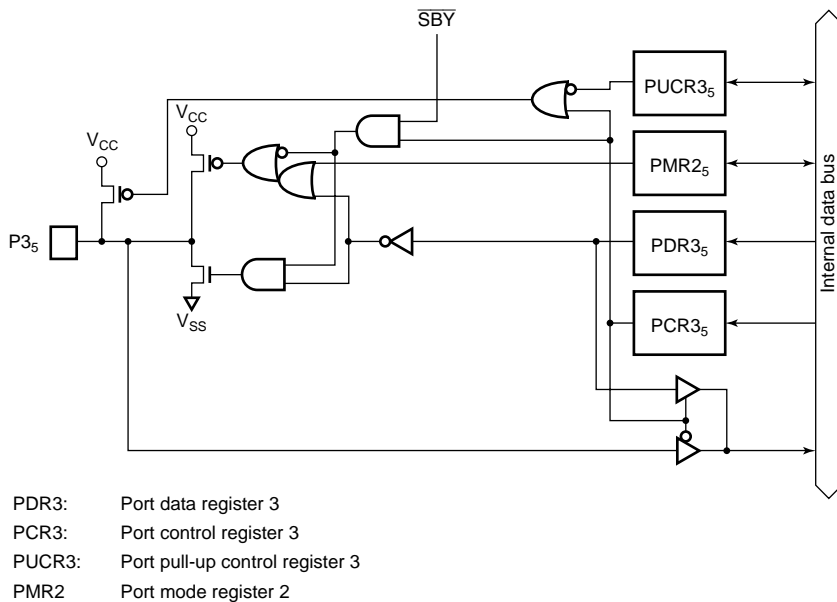 SBY
PUCR3₅
V_CC
V_CC
PMR2₅
P3₅
PDR3₅
Internal data bus
V_SS
PCR3₅
PDR3: Port data register 3
PCR3: Port control register 3
PUCR3: Port pull-up control register 3
PMR2 Port mode register 2